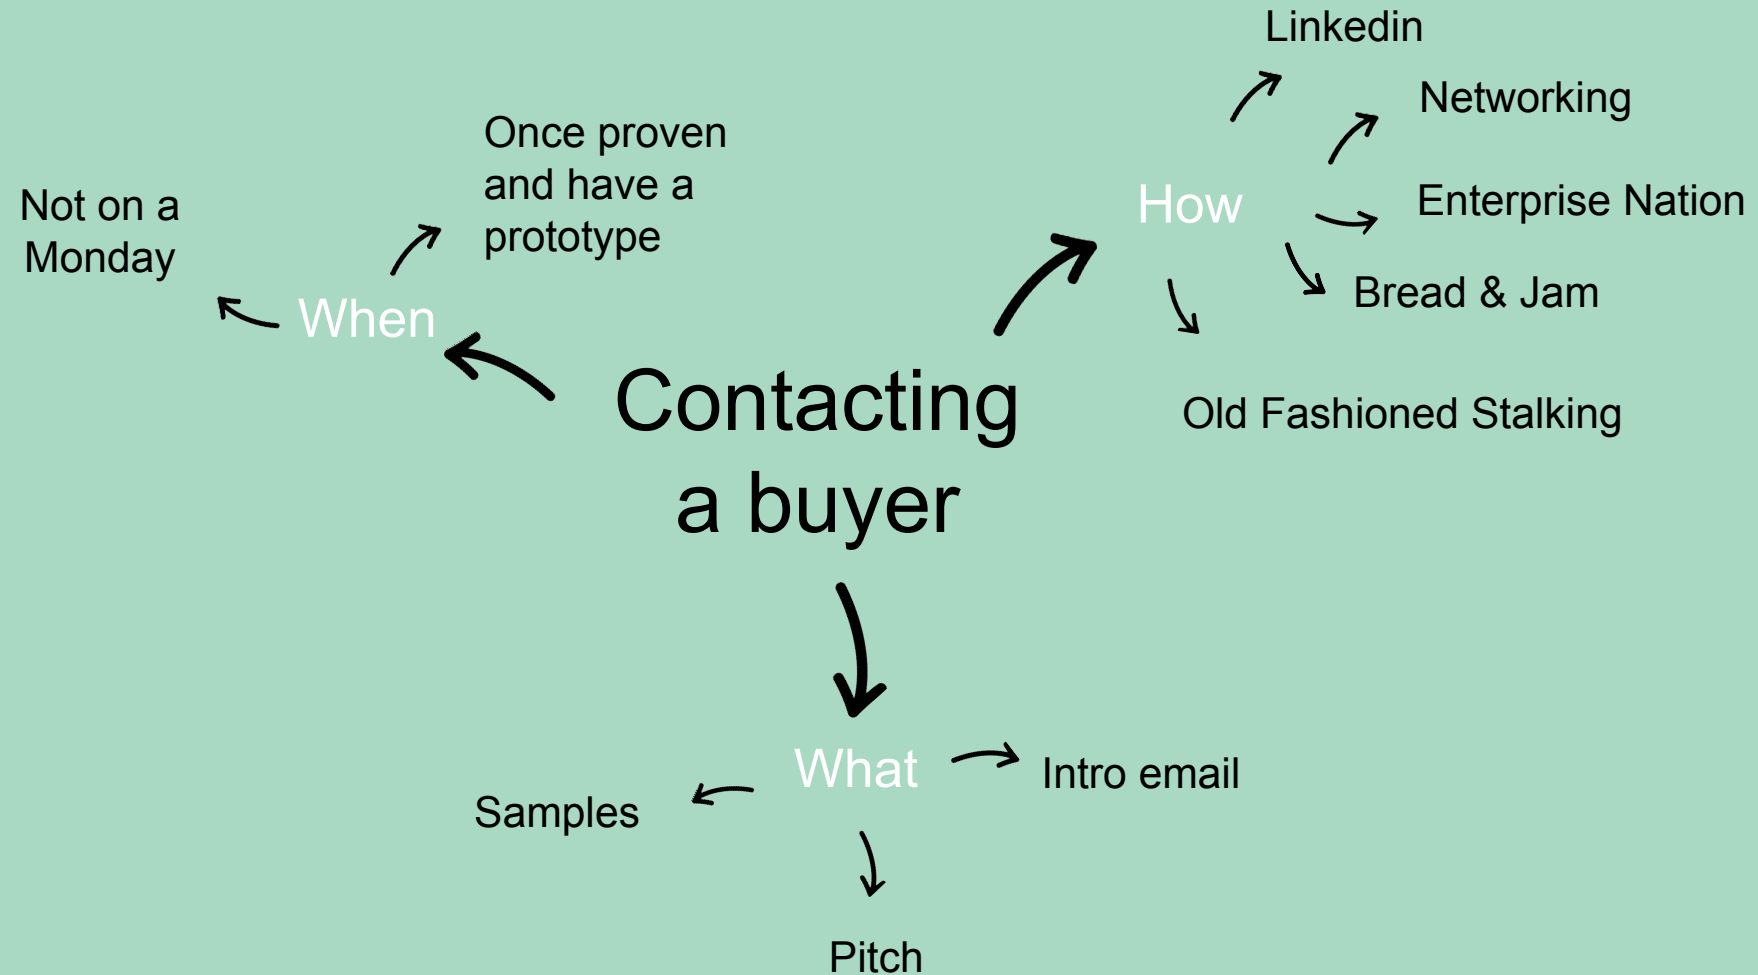 Contacting
a buyer
When
Not on a
Monday
Once proven
and have a
prototype
How
Linkedin
Networking
Enterprise Nation
Bread & Jam
Old Fashioned Stalking
What
Intro email
Samples
Pitch